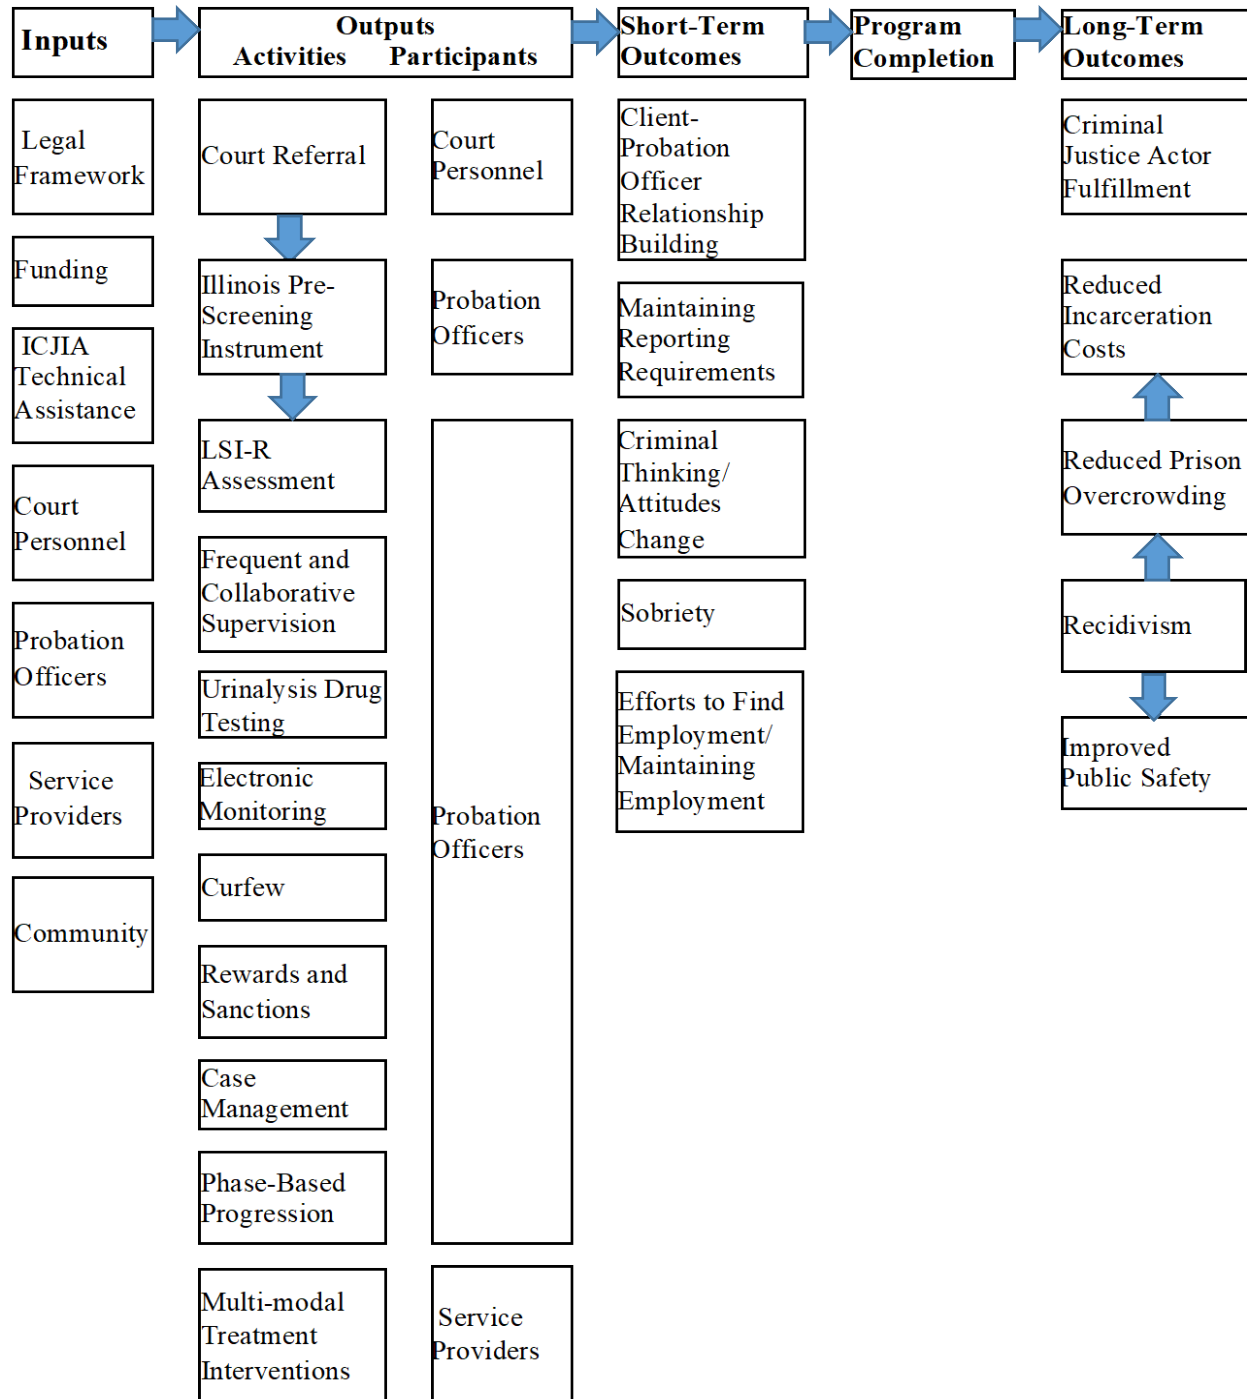 Inputs
Outputs
Activities Participants
Short-Term
Outcomes
Program
Completion
Long-Term
Outcomes
Legal
Framework
Funding
ICJIA
Technical
Assistance
Court
Personnel
Probation
Officers
Service
Providers
Community
Court Referral
Illinois Pre-
Screening
Instrument
LSI-R
Assessment
Frequent and
Collaborative
Supervision
Urinalysis Drug
Testing
Electronic
Monitoring
Curfew
Rewards and
Sanctions
Case
Management
Phase-Based
Progression
Multi-modal
Treatment
Interventions
Court
Personnel
Probation
Officers
Probation
Officers
Service
Providers
Client-
Probation
Officer
Relationship
Building
Maintaining
Reporting
Requirements
Criminal
Thinking/
Attitudes
Change
Sobriety
Efforts to Find
Employment/
Maintaining
Employment
Criminal
Justice Actor
Fulfillment
Reduced
Incarceration
Costs
Reduced Prison
Overcrowding
Recidivism
Improved
Public Safety